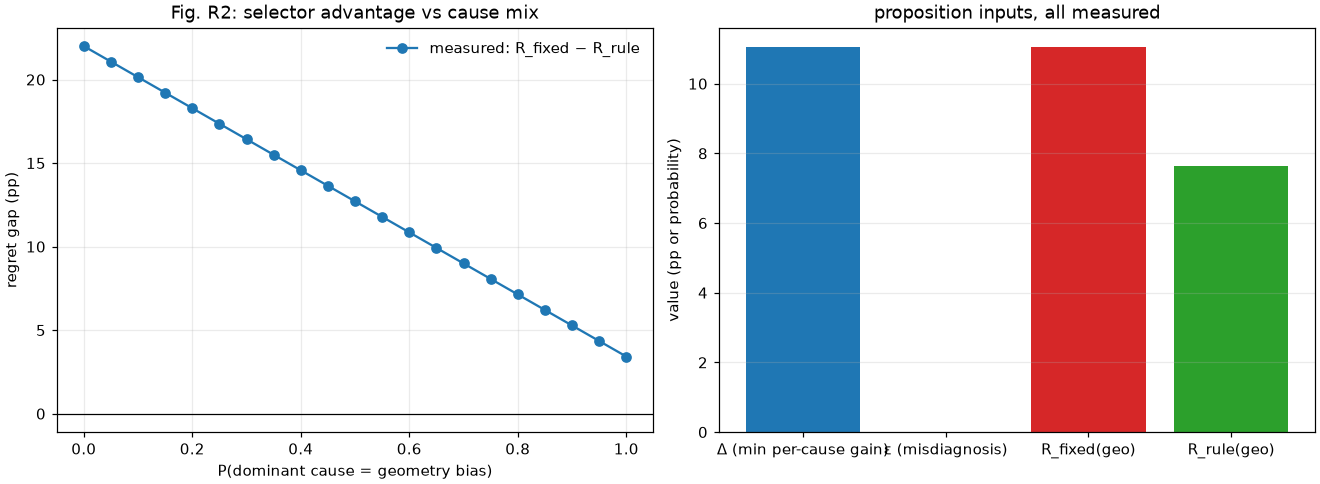 Fig. R2: selector advantage vs cause mix
measured: R_fixed − R_rule
regret gap (pp)
20
15
10
5
0
0.0 0.2 0.4 0.6 0.8 1.0
P(dominant cause = geometry bias)
proposition inputs, all measured
value (pp or probability)
10
8
6
4
2
0
Δ (min per-cause gain) ε (misdiagnosis) R_fixed(geo) R_rule(geo)